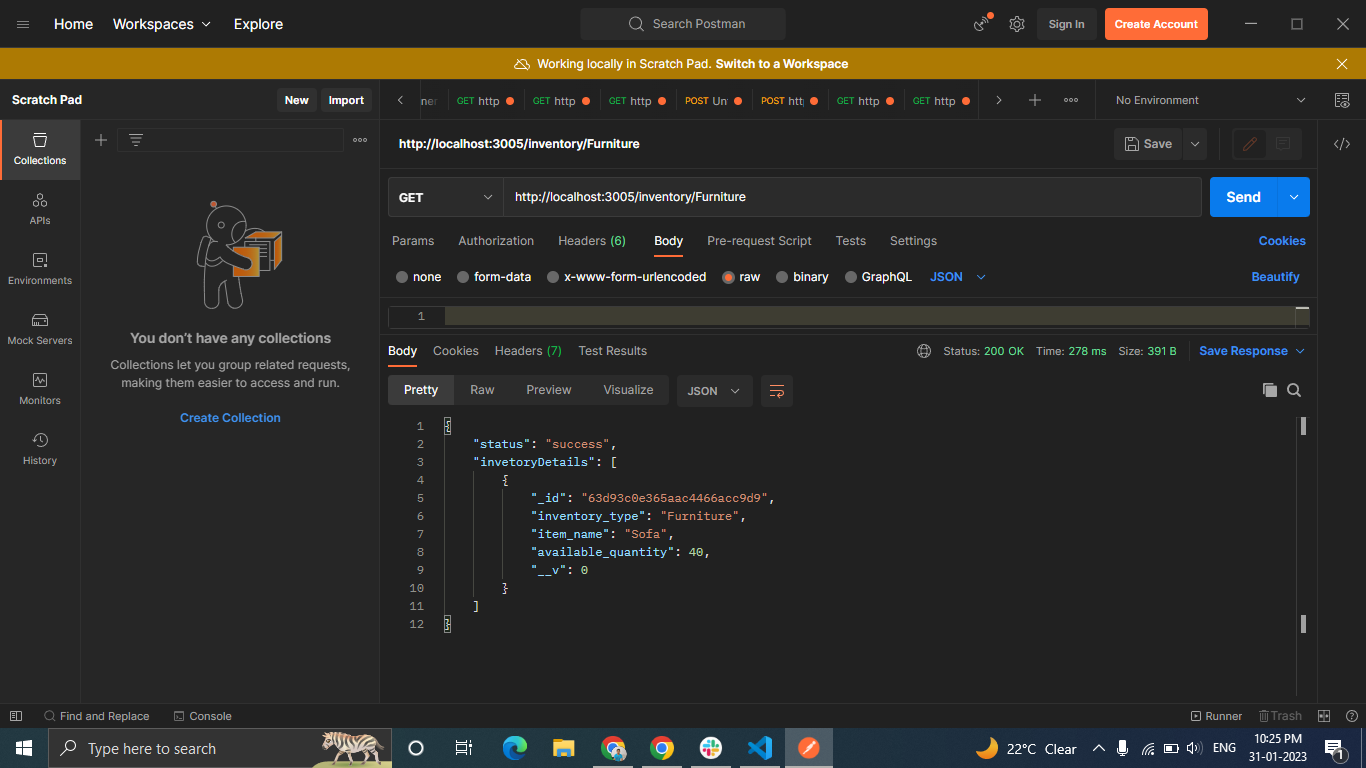 Home Workspaces Explore Search Postman Sign In Create Account
Working locally in Scratch Pad. Switch to a Workspace
Scratch Pad New Import
GET http GET http GET http POST Un POST htt GET http GET http No Environment
Collections
APIs
Environments
Mock Servers
Monitors
History
You don't have any collections
Collections let you group related requests,
making them easier to access and run.
Create Collection
http://localhost:3005/inventory/Furniture Save
GET http://localhost:3005/inventory/Furniture Send
Params Authorization Headers (6) Body Pre-request Script Tests Settings Cookies
none form-data x-www-form-urlencoded raw binary GraphQL JSON Beautify
1
Body Cookies Headers (7) Test Results Status: 200 OK Time: 278 ms Size: 391 B Save Response
Pretty Raw Preview Visualize JSON
1 {
2 "status": "success",
3 "invetoryDetails": [
4 {
5 "_id": "63d93c0e365aac4466acc9d9",
6 "inventory_type": "Furniture",
7 "item_name": "Sofa",
8 "available_quantity": 40,
9 "__v": 0
10 }
11 ]
12 }
Find and Replace Console Runner Trash
Type here to search 22°C Clear ENG 10:25 PM
31-01-2023 1